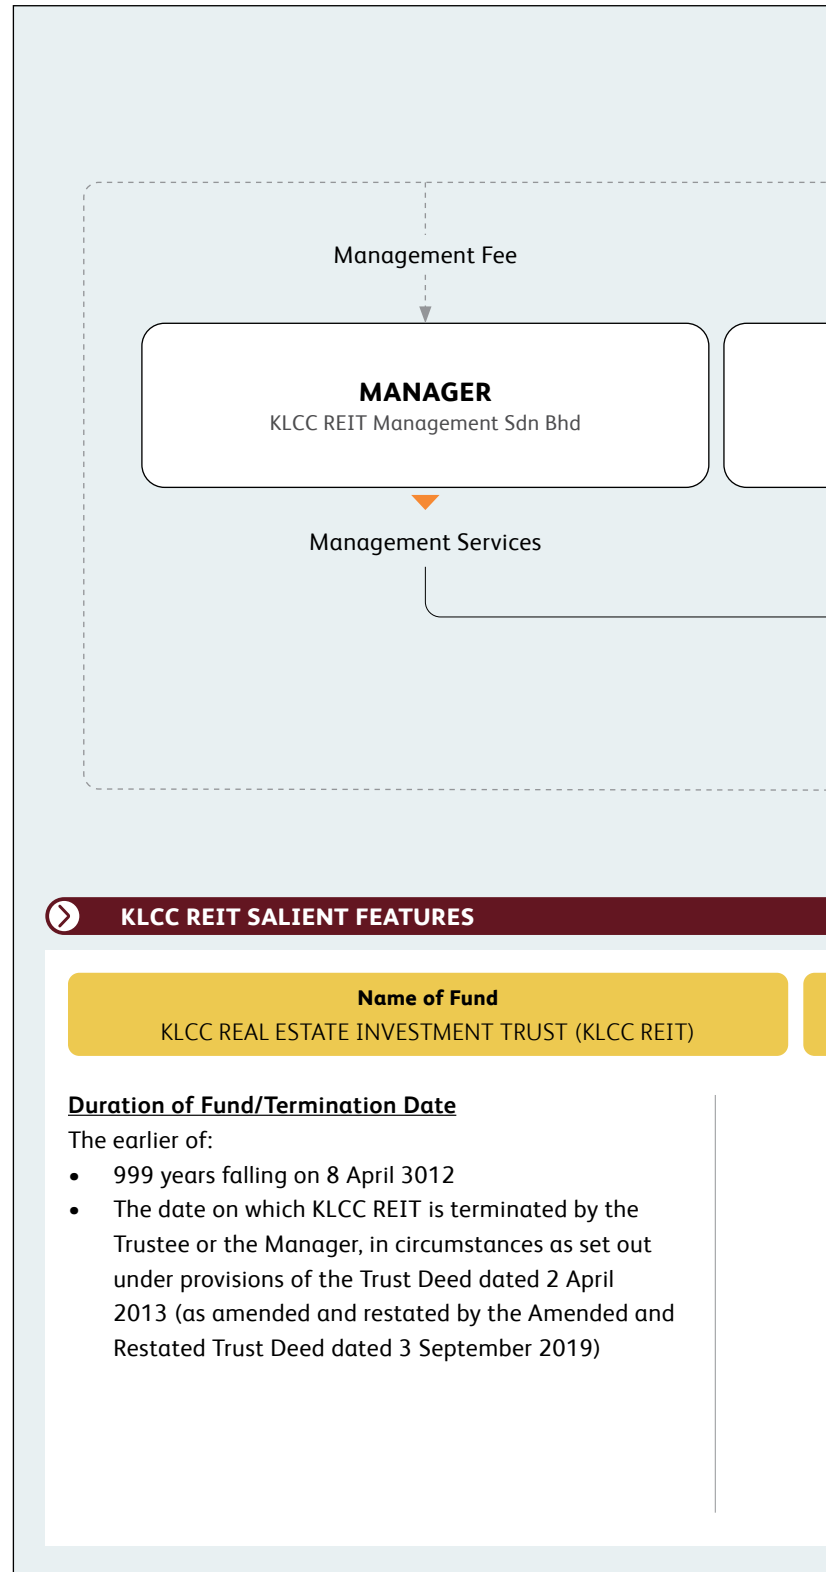 Management Fee
MANAGER
KLCC REIT Management Sdn Bhd
Management Services
KLCC REIT SALIENT FEATURES
Name of Fund
KLCC REAL ESTATE INVESTMENT TRUST (KLCC REIT)
Duration of Fund/Termination Date
The earlier of:
• 999 years falling on 8 April 3012
• The date on which KLCC REIT is terminated by the
Trustee or the Manager, in circumstances as set out
under provisions of the Trust Deed dated 2 April
2013 (as amended and restated by the Amended and
Restated Trust Deed dated 3 September 2019)